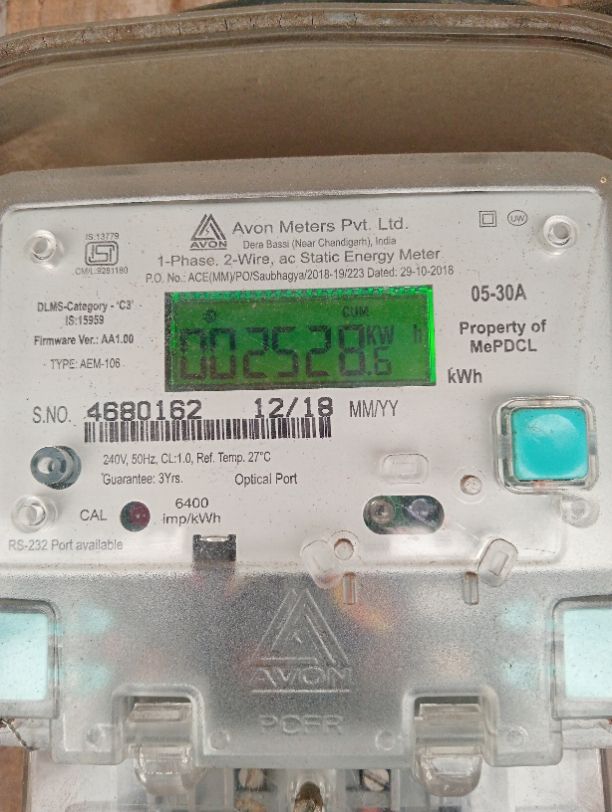 IS 13779
ISI
CM/L:9291180
AVON
Avon Meters Pvt. Ltd.
Dera Bassi (Near Chandigarh), India
1-Phase, 2-Wire, ac Static Energy Meter
P.O. No.: ACE(MM)/PO/Saubhagya/2018-19/223 Dated: 29-10-2018
UW
DLMS-Category - 'C3'
IS:15959
Firmware Ver.: AA1.00
TYPE: AEM-106
CUM
002528.6 KW h
05-30A
Property of
MePDCL
kWh
S.NO. 4680162 12/18 MM/YY
240V, 50Hz, CL:1.0, Ref. Temp. 27°C
Guarantee: 3Yrs. Optical Port
CAL 6400
imp/kWh
RS-232 Port available
AVON